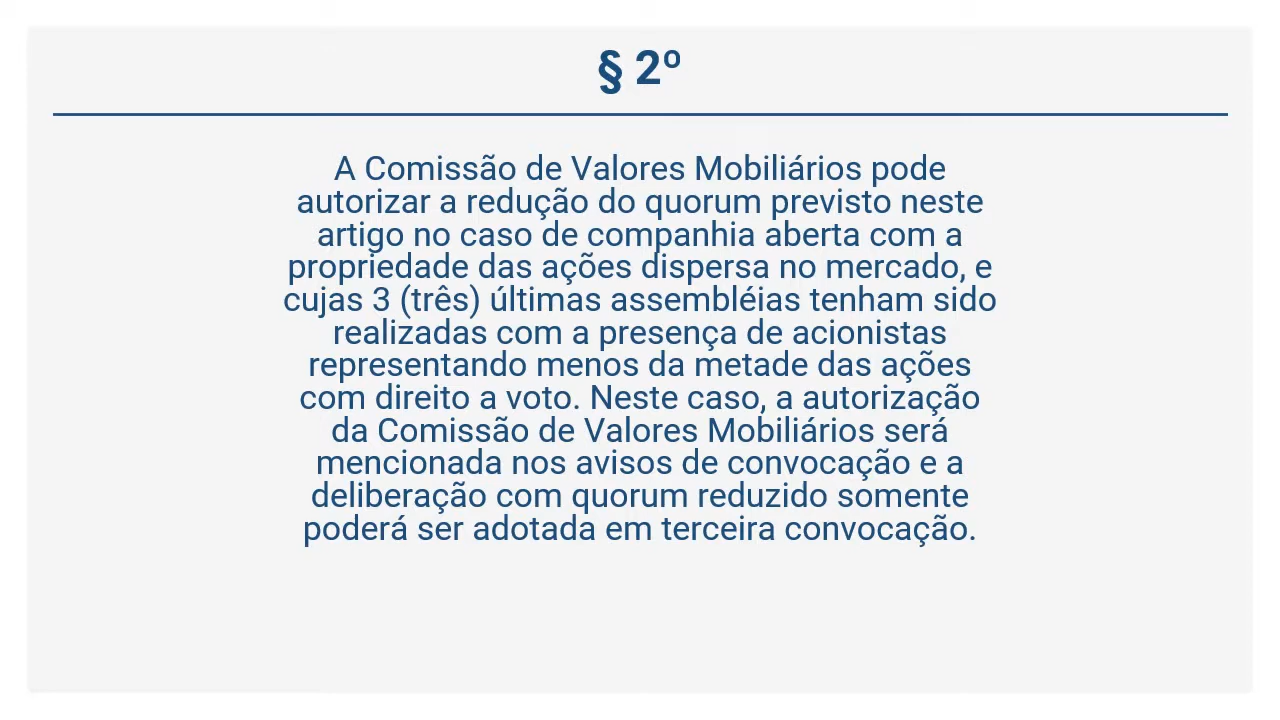 § 2º
A Comissão de Valores Mobiliários pode
autorizar a redução do quorum previsto neste
artigo no caso de companhia aberta com a
propriedade das ações dispersa no mercado, e
cujas 3 (três) últimas assembléias tenham sido
realizadas com a presença de acionistas
representando menos da metade das ações
com direito a voto. Neste caso, a autorização
da Comissão de Valores Mobiliários será
mencionada nos avisos de convocação e a
deliberação com quorum reduzido somente
poderá ser adotada em terceira convocação.